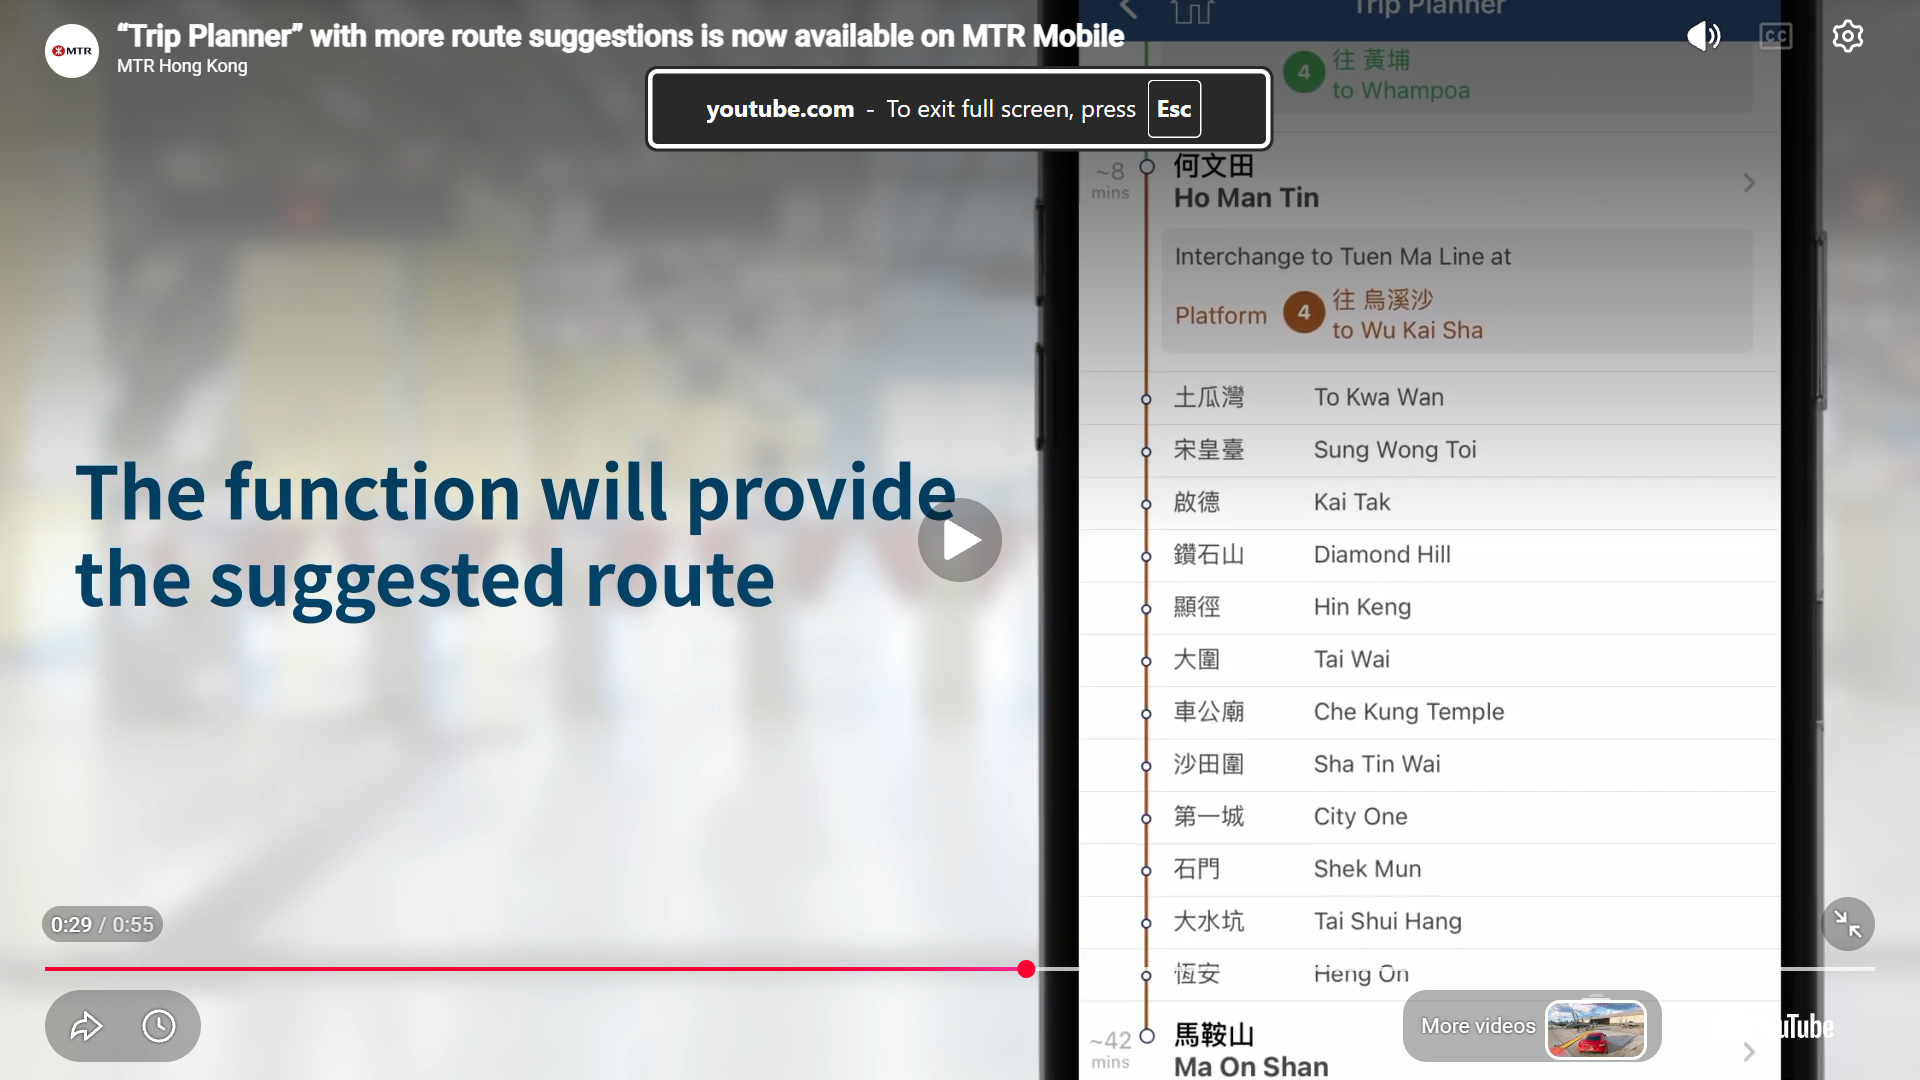 “Trip Planner” with more route suggestions is now available on MTR Mobile
MTR
MTR Hong Kong
CC
youtube.com - To exit full screen, press Esc
Trip Planner
4
往 黃埔
to Whampoa
~8
mins
何文田
Ho Man Tin
Interchange to Tuen Ma Line at
Platform
4
往 烏溪沙
to Wu Kai Sha
土瓜灣 To Kwa Wan
宋皇臺 Sung Wong Toi
啟德 Kai Tak
鑽石山 Diamond Hill
顯徑 Hin Keng
大圍 Tai Wai
車公廟 Che Kung Temple
沙田圍 Sha Tin Wai
第一城 City One
石門 Shek Mun
大水坑 Tai Shui Hang
恆安 Heng On
~42
mins
馬鞍山
Ma On Shan
The function will provide
the suggested route
0:29 / 0:55
More videos